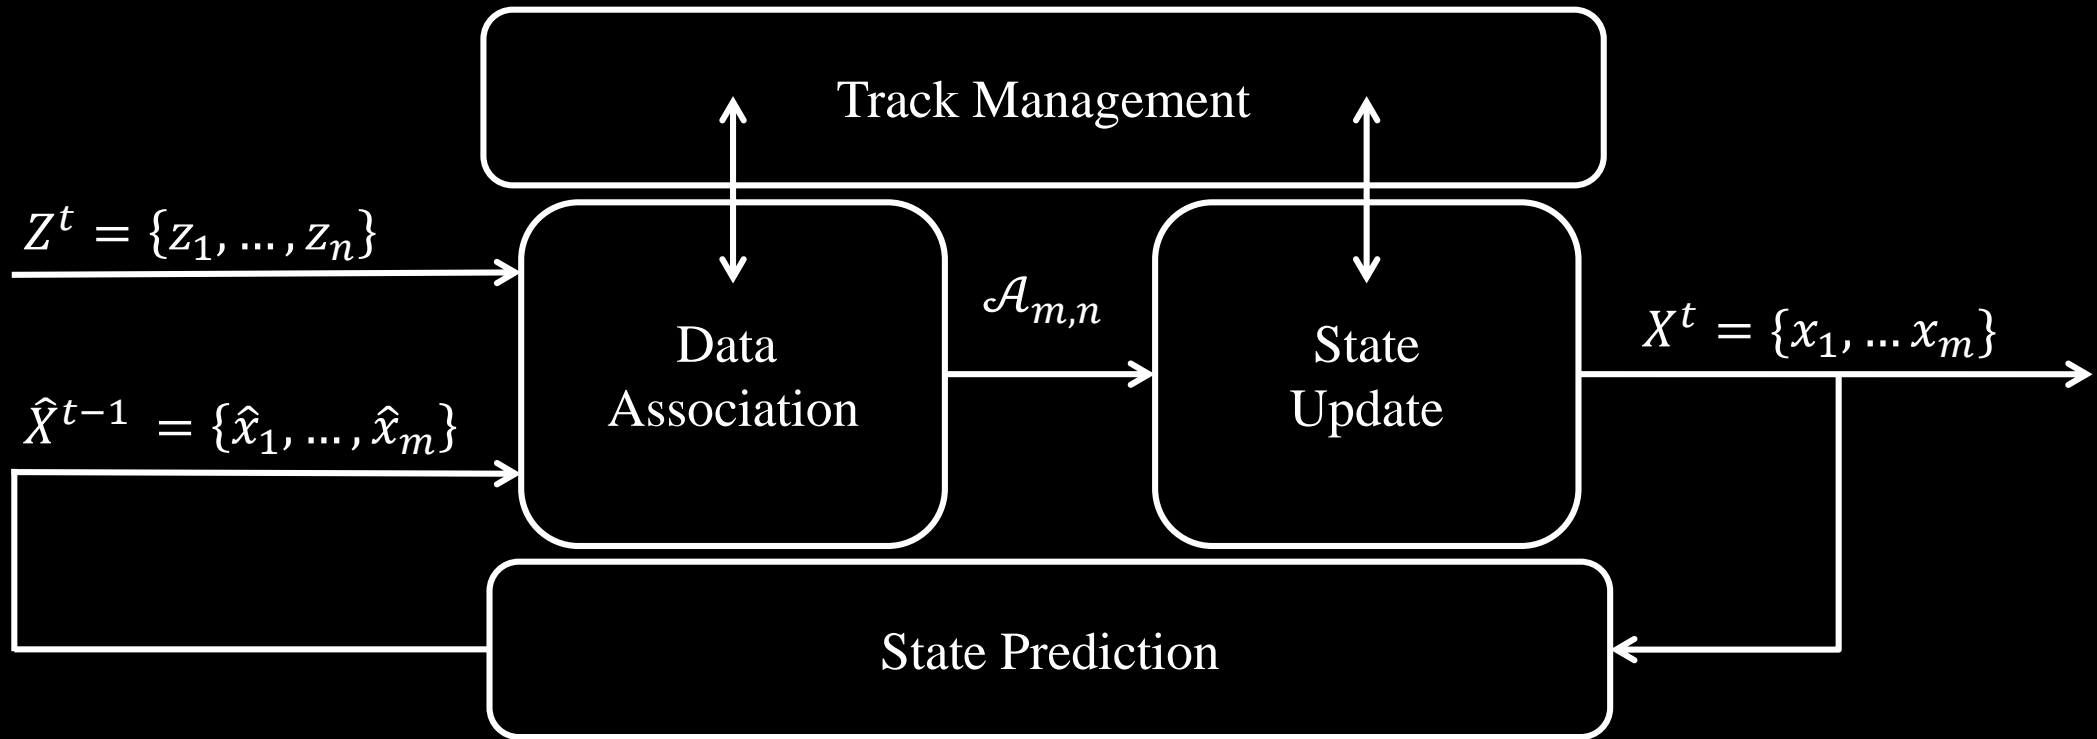 Track Management
Z^t = {z_1, ..., z_n}
𝒜_{m,n}
X^t = {x_1, ... x_m}
Data
Association
State
Update
X̂^{t−1} = {x̂_1, ..., x̂_m}
State Prediction